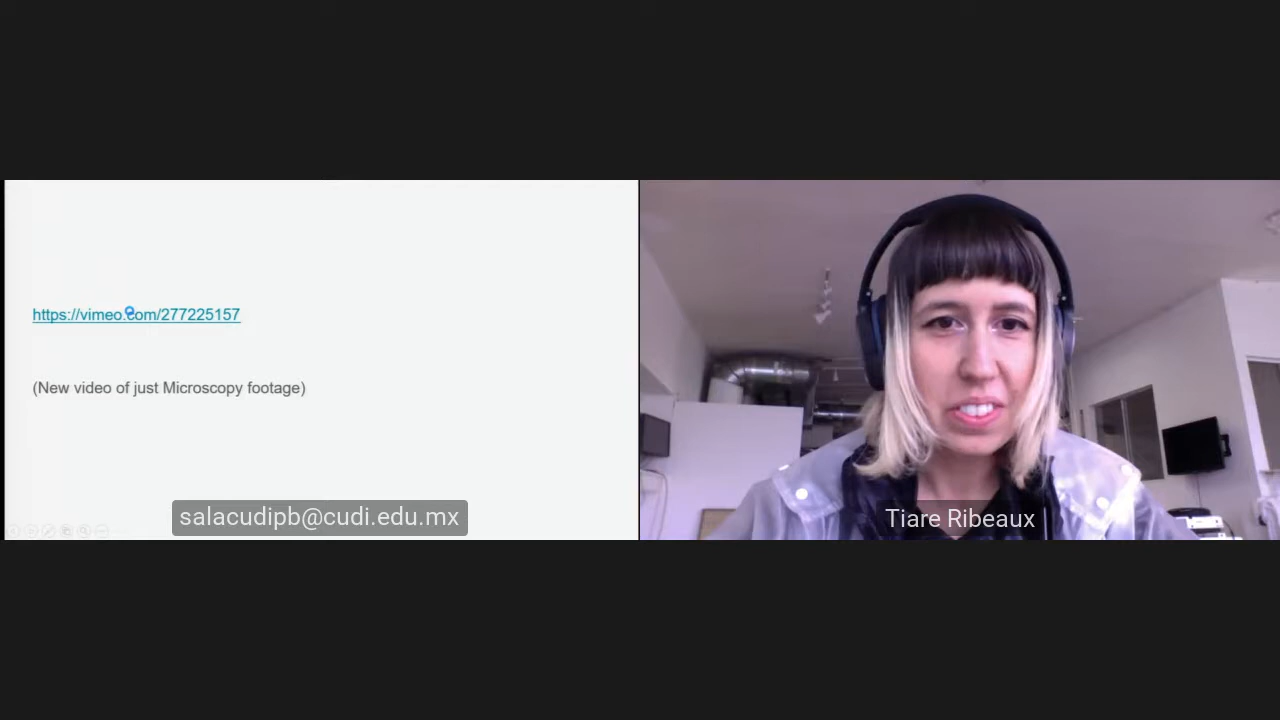 https://vimeo.com/277225157
(New video of just Microscopy footage)
salacudipb@cudi.edu.mx
Tiare Ribeaux